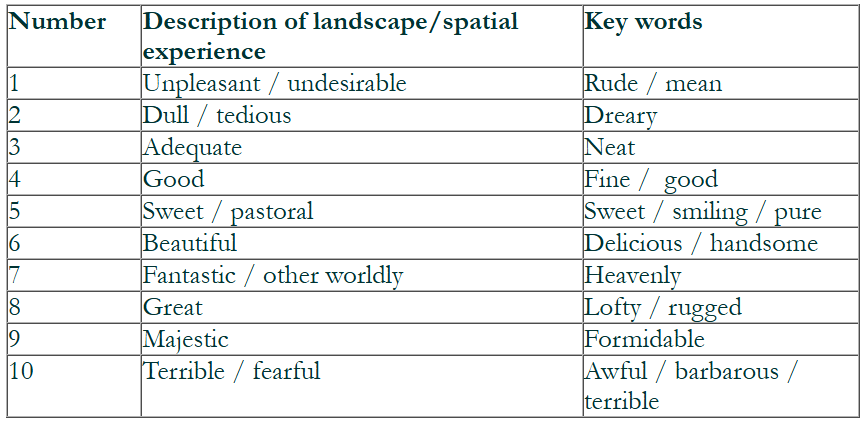 Number Description of landscape/spatial experience Key words
1 Unpleasant / undesirable Rude / mean
2 Dull / tedious Dreary
3 Adequate Neat
4 Good Fine / good
5 Sweet / pastoral Sweet / smiling / pure
6 Beautiful Delicious / handsome
7 Fantastic / other worldly Heavenly
8 Great Lofty / rugged
9 Majestic Formidable
10 Terrible / fearful Awful / barbarous / terrible